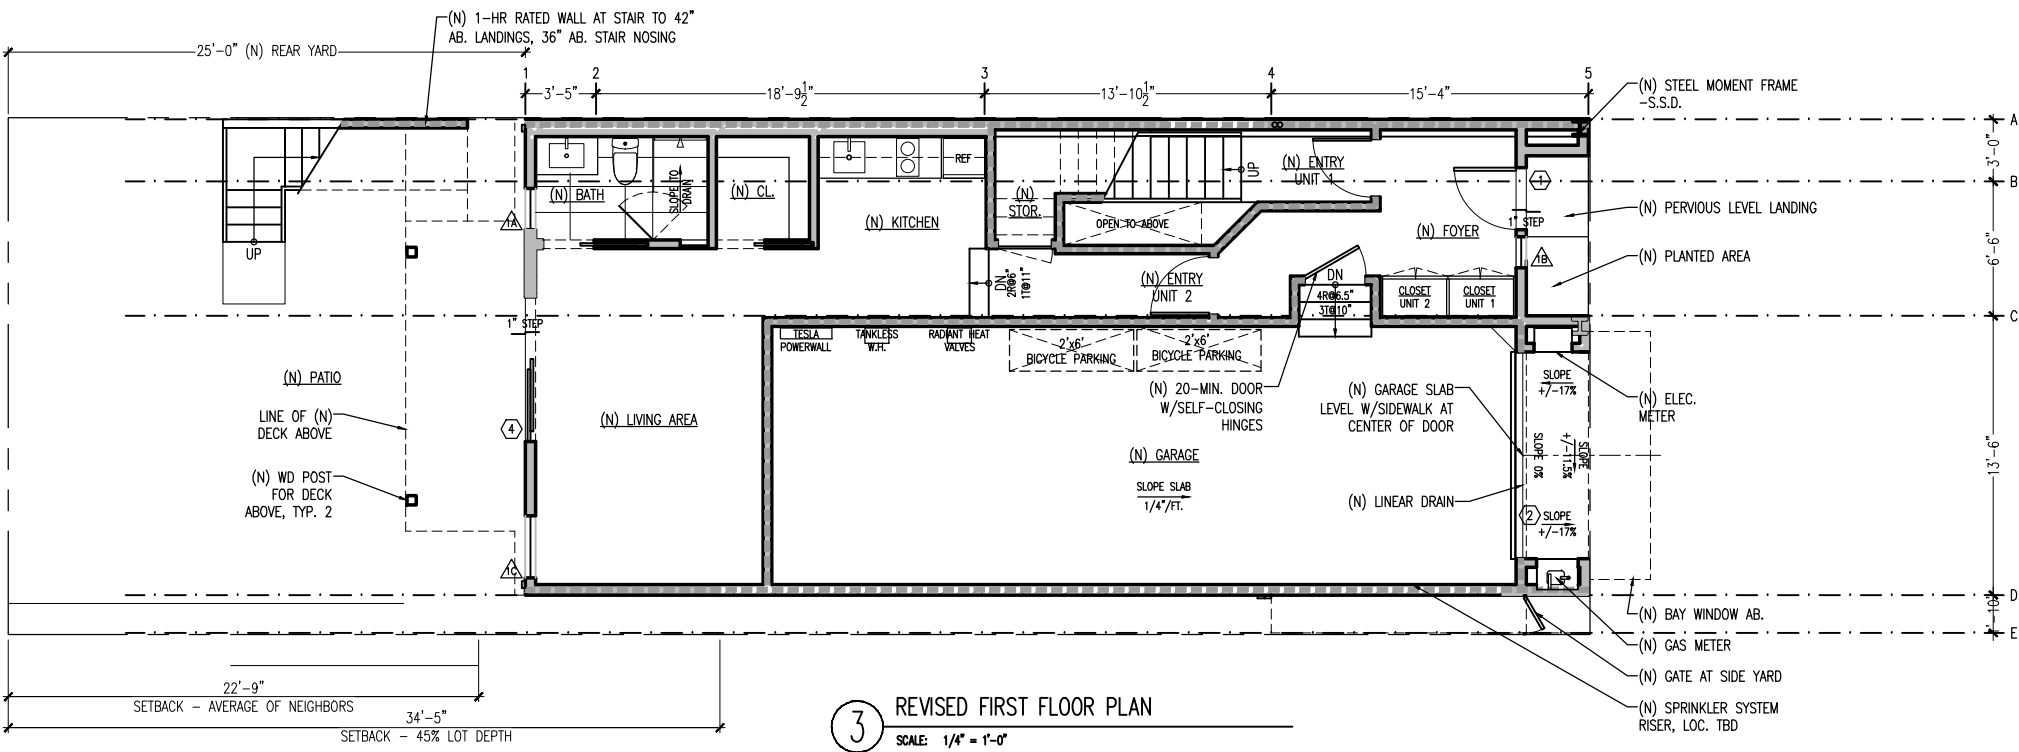 (N) 1-HR RATED WALL AT STAIR TO 42"
AB. LANDINGS, 36" AB. STAIR NOSING
25'-0" (N) REAR YARD
1
2
3
4
5
3'-5"
18'-9 1/2"
13'-10 1/2"
15'-4"
(N) STEEL MOMENT FRAME
-S.S.D.
A
3'-0"
B
6'-6"
C
13'-6"
D
E
UP
1A
(N) BATH
SLOPE TO
DRAIN
(N) CL.
REF
(N) KITCHEN
(N)
STOR.
OPEN TO ABOVE
UP
(N) ENTRY
UNIT 1
1
1" STEP
(N) FOYER
1B
(N) PERVIOUS LEVEL LANDING
(N) PLANTED AREA
DN
2R@6"
1T@11"
(N) ENTRY
UNIT 2
DN
4R@6.5"
3T@10"
CLOSET
UNIT 2
CLOSET
UNIT 1
1" STEP
TESLA
POWERWALL
TANKLESS
W.H.
RADIANT HEAT
VALVES
2'x6'
BICYCLE PARKING
2'x6'
BICYCLE PARKING
(N) PATIO
LINE OF (N)
DECK ABOVE
4
(N) LIVING AREA
(N) WD POST
FOR DECK
ABOVE, TYP. 2
1C
(N) 20-MIN. DOOR
W/SELF-CLOSING
HINGES
(N) GARAGE SLAB
LEVEL W/SIDEWALK AT
CENTER OF DOOR
(N) GARAGE
SLOPE SLAB
1/4"/FT.
(N) LINEAR DRAIN
SLOPE
+/-17%
SLOPE 0%
+/-11.5%
SLOPE
2
SLOPE
+/-17%
(N) ELEC.
METER
(N) BAY WINDOW AB.
(N) GAS METER
(N) GATE AT SIDE YARD
(N) SPRINKLER SYSTEM
RISER, LOC. TBD
22'-9"
SETBACK - AVERAGE OF NEIGHBORS
34'-5"
SETBACK - 45% LOT DEPTH
3
REVISED FIRST FLOOR PLAN
SCALE: 1/4" = 1'-0"